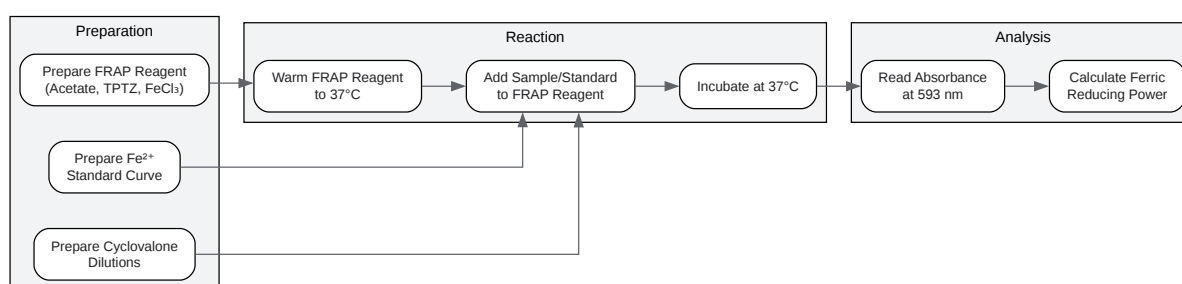 Preparation
Prepare FRAP Reagent
(Acetate, TPTZ, FeCl₃)
Prepare Fe²⁺
Standard Curve
Prepare Cyclovalone
Dilutions
Reaction
Warm FRAP Reagent
to 37°C
Add Sample/Standard
to FRAP Reagent
Incubate at 37°C
Analysis
Read Absorbance
at 593 nm
Calculate Ferric
Reducing Power